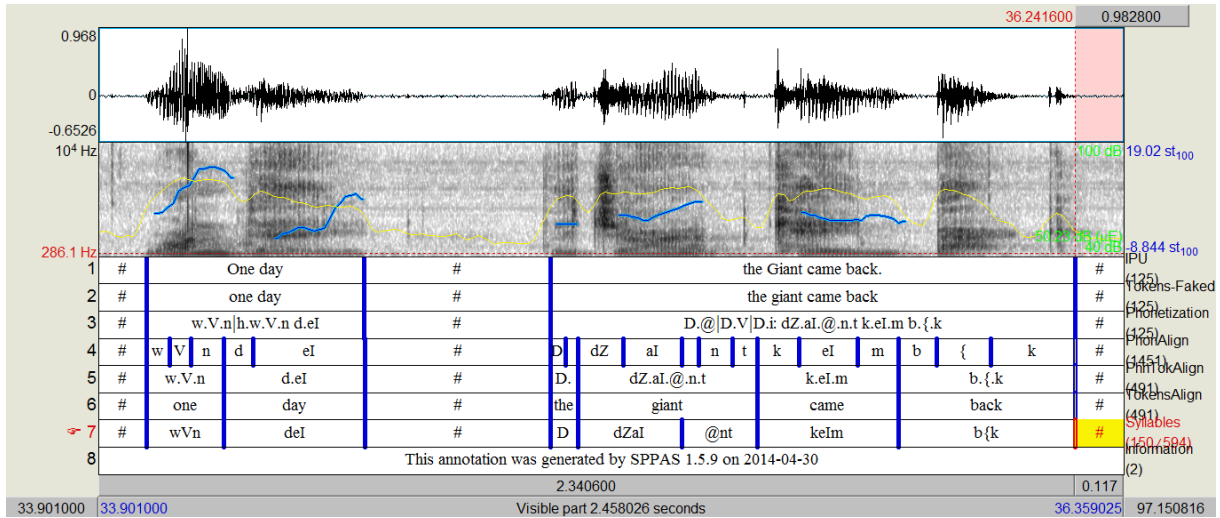 36.241600 0.982800
0.968
0
-0.6526
10⁴ Hz 100 dB 19.02 st₁₀₀
286.1 Hz 40 dB -8.844 st₁₀₀
1 # One day # the Giant came back. # IPU (125)
2 # one day # the giant came back # Tokens-Faked (125)
3 # w.V.n|h.w.V.n d.eI # D.@|D.V|D.i: dZ.aI.@.n.t k.eI.m b.{.k # Phonetization (125)
4 # w V n d eI # D dZ aI n t k eI m b { k # PhonAlign (1451)
5 # w.V.n d.eI # D. dZ.aI.@.n.t k.eI.m b.{.k # PhnTokAlign (491)
6 # one day # the giant came back # TokensAlign (491)
☞ 7 # wVn deI # D dZaI @nt keIm b{k # Syllables (150/594)
8 This annotation was generated by SPPAS 1.5.9 on 2014-04-30 Information (2)
2.340600 0.117
33.901000 33.901000 Visible part 2.458026 seconds 36.359025 97.150816